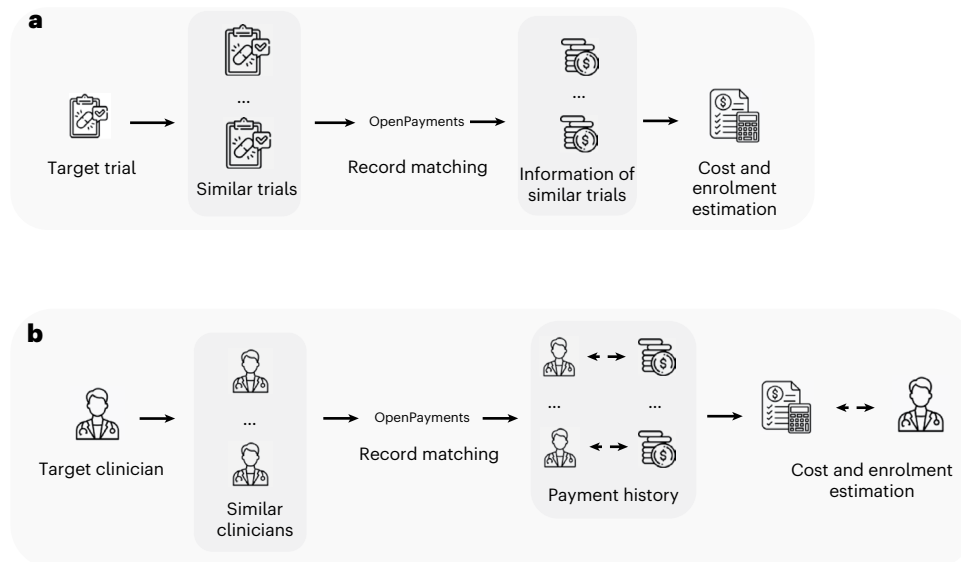 a
Target trial
...
Similar trials
OpenPayments
Record matching
...
Information of
similar trials
Cost and
enrolment
estimation
b
Target clinician
...
Similar
clinicians
OpenPayments
Record matching
... ...
Payment history
Cost and enrolment
estimation